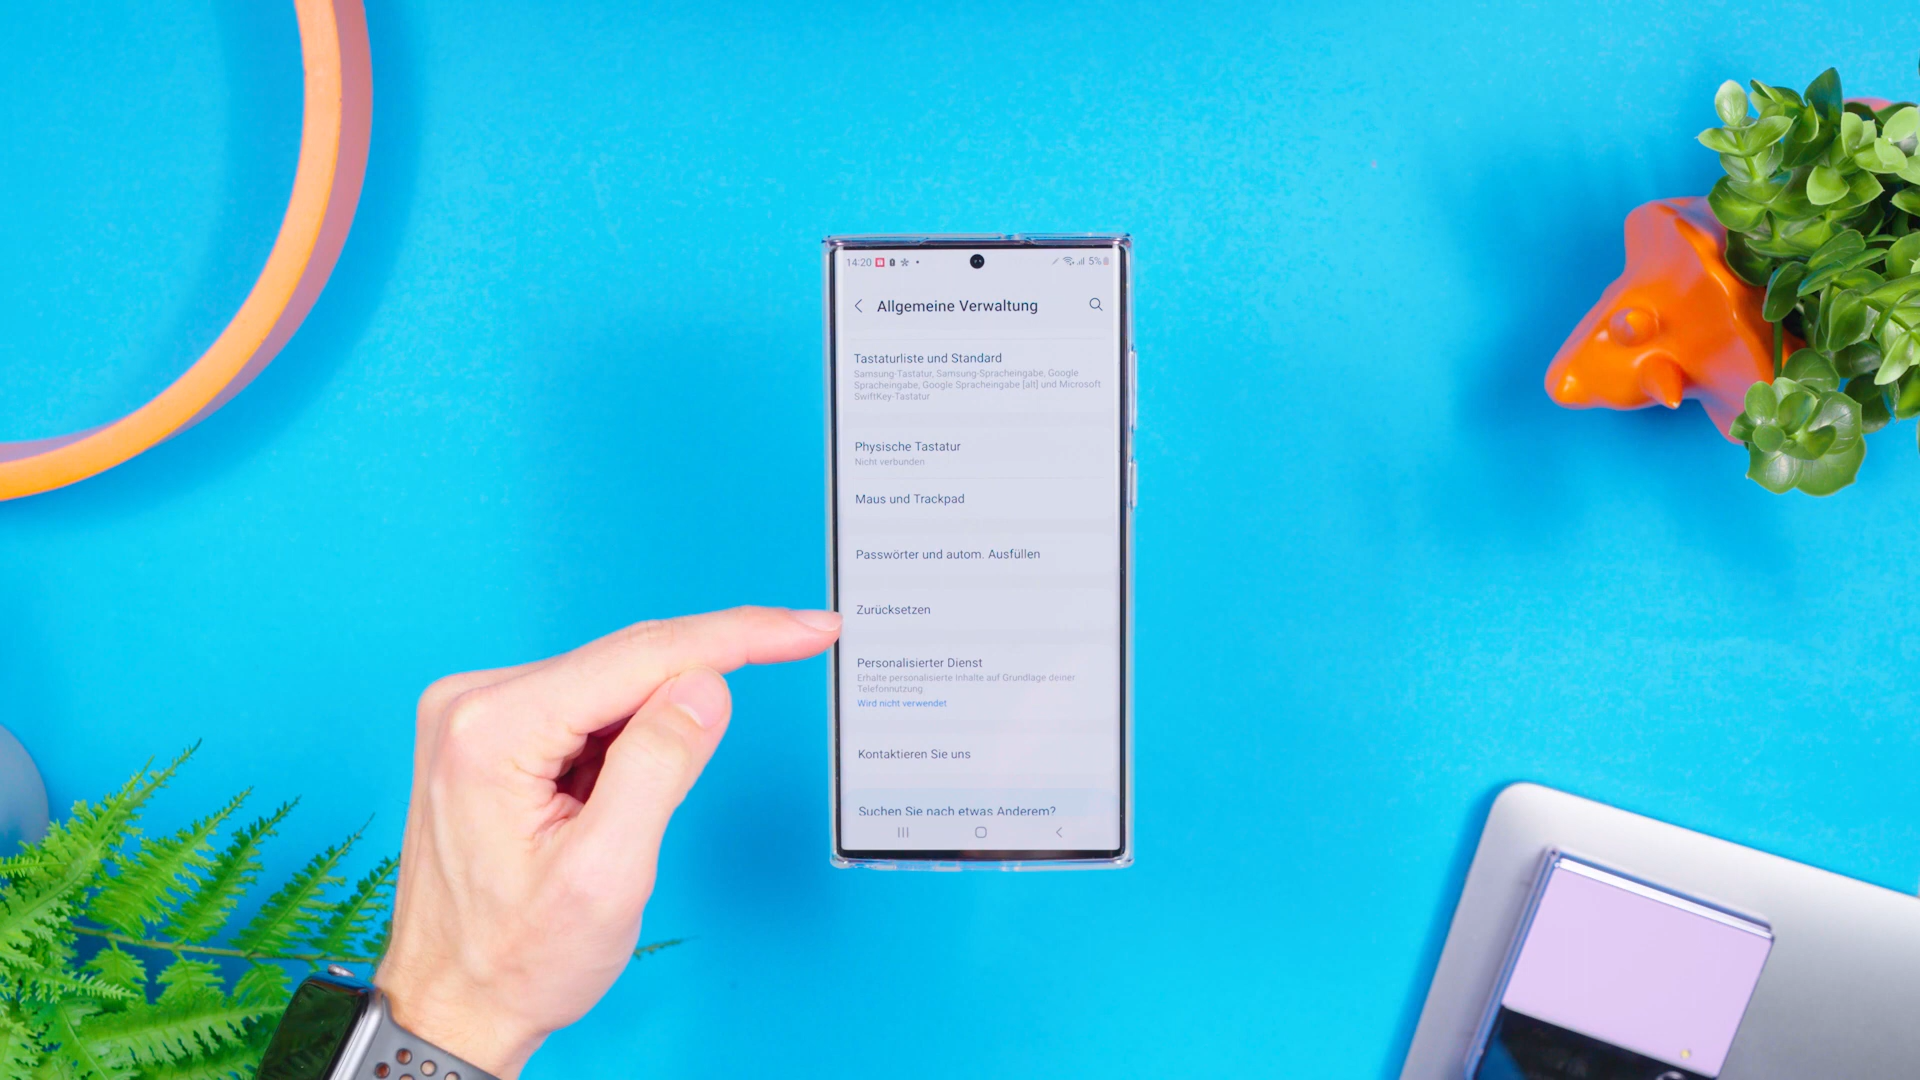 14:20 5%
Allgemeine Verwaltung
Tastaturliste und Standard
Samsung-Tastatur, Samsung-Spracheingabe, Google
Spracheingabe, Google Spracheingabe [alt] und Microsoft
SwiftKey-Tastatur
Physische Tastatur
Nicht verbunden
Maus und Trackpad
Passwörter und autom. Ausfüllen
Zurücksetzen
Personalisierter Dienst
Erhalte personalisierte Inhalte auf Grundlage deiner
Telefonnutzung.
Wird nicht verwendet
Kontaktieren Sie uns
Suchen Sie nach etwas Anderem?